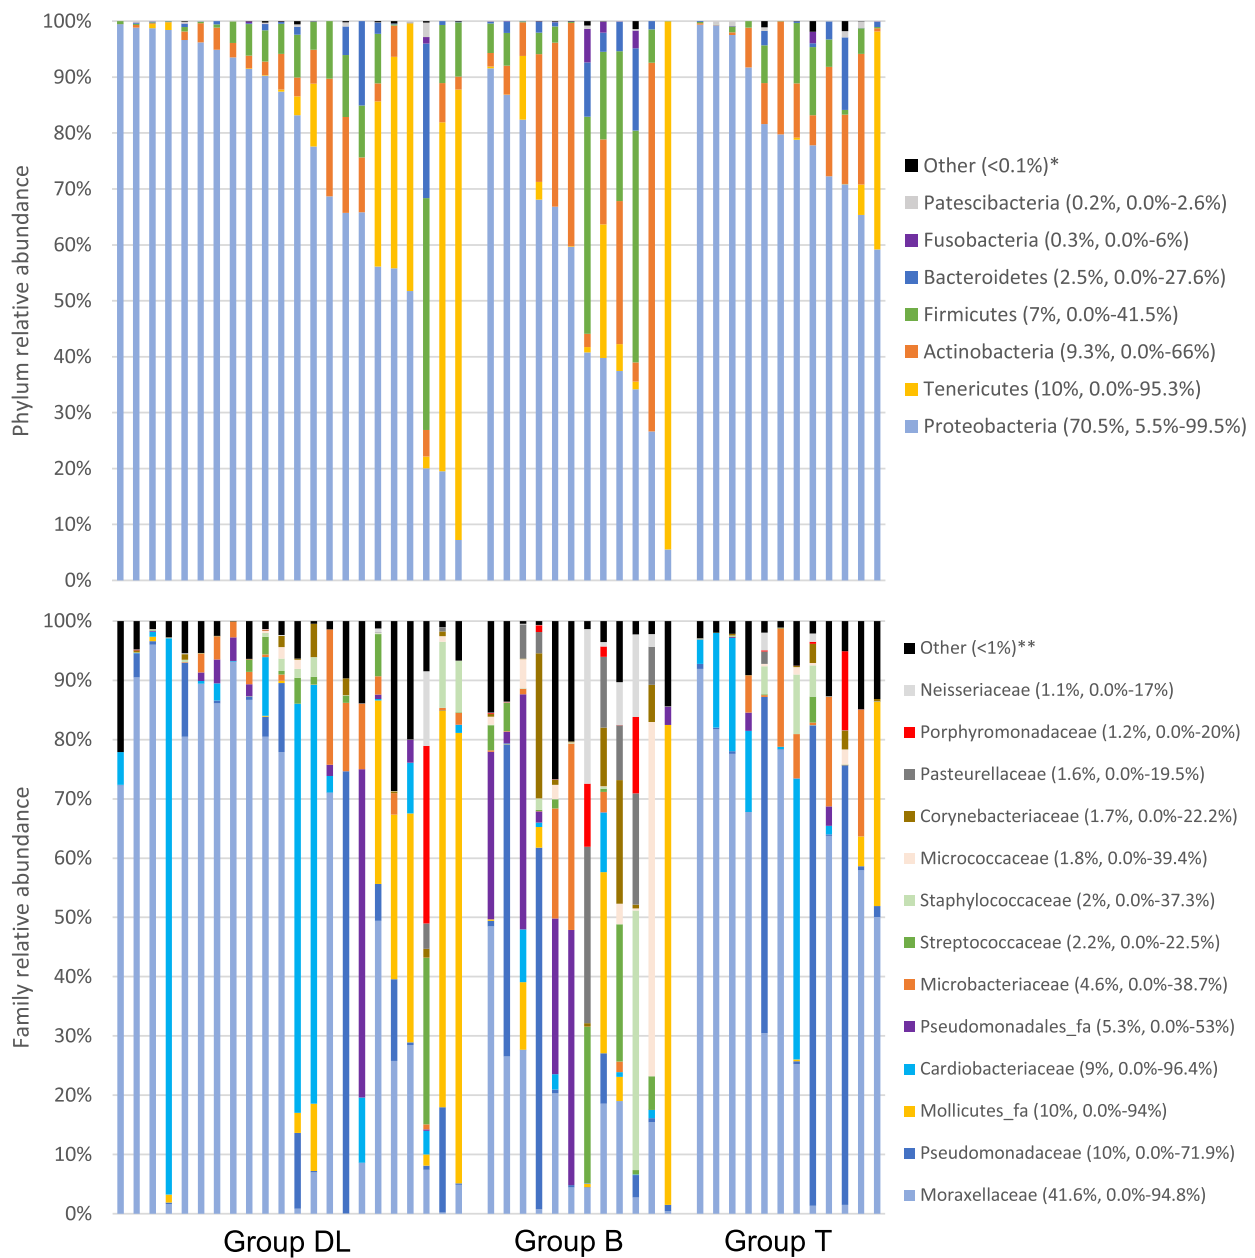 Phylum relative abundance
100%
90%
80%
70%
60%
50%
40%
30%
20%
10%
0%
Other (<0.1%)*
Patescibacteria (0.2%, 0.0%-2.6%)
Fusobacteria (0.3%, 0.0%-6%)
Bacteroidetes (2.5%, 0.0%-27.6%)
Firmicutes (7%, 0.0%-41.5%)
Actinobacteria (9.3%, 0.0%-66%)
Tenericutes (10%, 0.0%-95.3%)
Proteobacteria (70.5%, 5.5%-99.5%)
Family relative abundance
100%
90%
80%
70%
60%
50%
40%
30%
20%
10%
0%
Other (<1%)**
Neisseriaceae (1.1%, 0.0%-17%)
Porphyromonadaceae (1.2%, 0.0%-20%)
Pasteurellaceae (1.6%, 0.0%-19.5%)
Corynebacteriaceae (1.7%, 0.0%-22.2%)
Micrococcaceae (1.8%, 0.0%-39.4%)
Staphylococcaceae (2%, 0.0%-37.3%)
Streptococcaceae (2.2%, 0.0%-22.5%)
Microbacteriaceae (4.6%, 0.0%-38.7%)
Pseudomonadales_fa (5.3%, 0.0%-53%)
Cardiobacteriaceae (9%, 0.0%-96.4%)
Mollicutes_fa (10%, 0.0%-94%)
Pseudomonadaceae (10%, 0.0%-71.9%)
Moraxellaceae (41.6%, 0.0%-94.8%)
Group DL
Group B
Group T